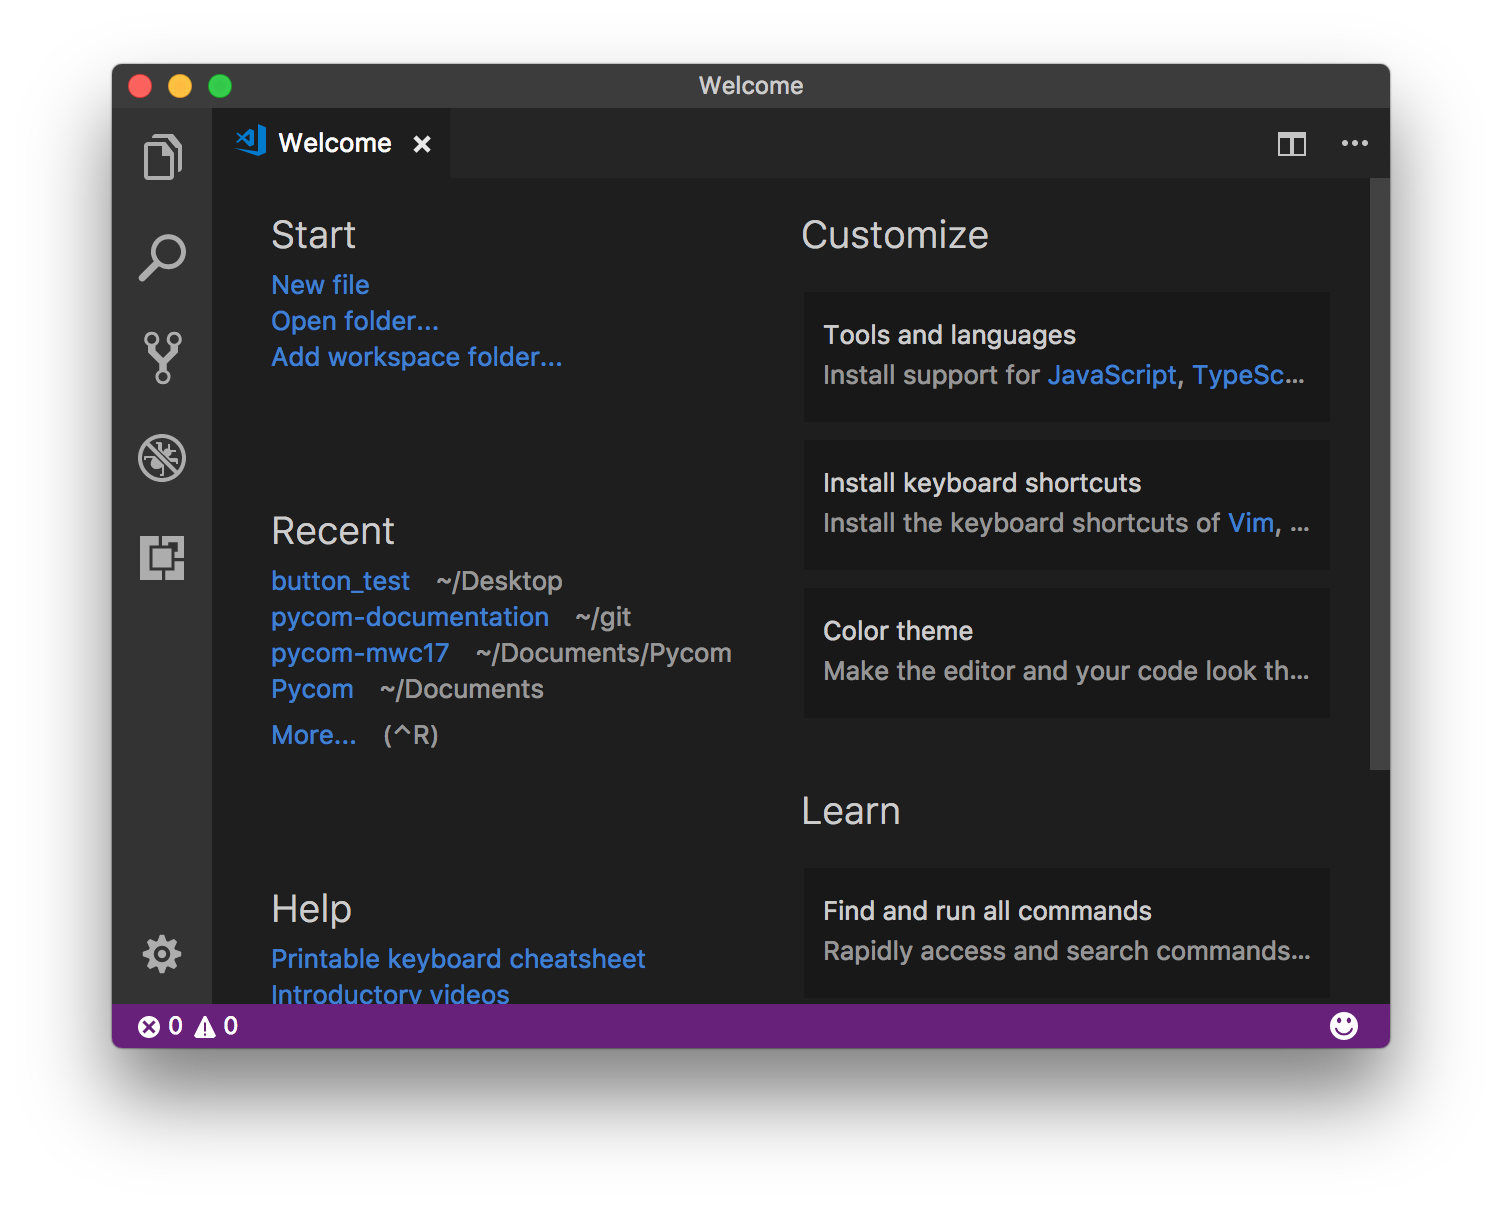 Welcome
Welcome
Start
New file
Open folder...
Add workspace folder...
Recent
button_test ~/Desktop
pycom-documentation ~/git
pycom-mwc17 ~/Documents/Pycom
Pycom ~/Documents
More... (^R)
Help
Printable keyboard cheatsheet
Introductory videos
Customize
Tools and languages
Install support for JavaScript, TypeSc...
Install keyboard shortcuts
Install the keyboard shortcuts of Vim, ...
Color theme
Make the editor and your code look th...
Learn
Find and run all commands
Rapidly access and search commands...
0 0